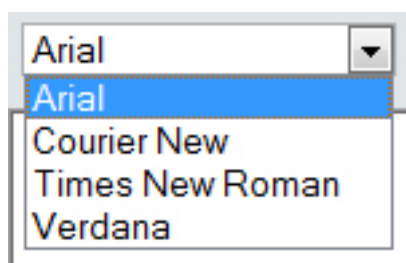 Arial
Arial
Courier New
Times New Roman
Verdana